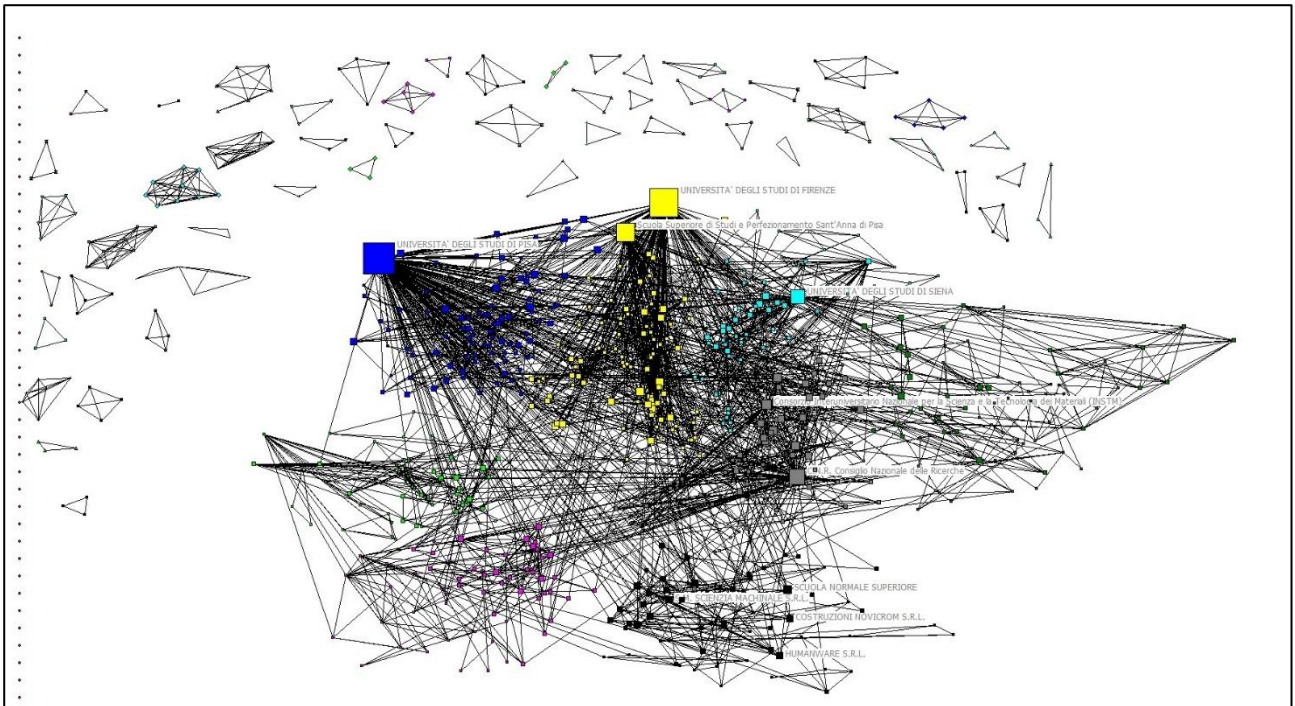 UNIVERSITA' DEGLI STUDI DI FIRENZE
Scuola Superiore di Studi e Perfezionamento Sant'Anna di Pisa
UNIVERSITA' DEGLI STUDI DI PISA
UNIVERSITA' DEGLI STUDI DI SIENA
Consorzio Interuniversitario Nazionale per la Scienza e la Tecnologia dei Materiali (INSTM)
C.N.R. Consiglio Nazionale delle Ricerche
SCUOLA NORMALE SUPERIORE
M. SCIENZIA MACHINALE S.R.L.
COSTRUZIONI NOVICROM S.R.L.
HUMANWARE S.R.L.